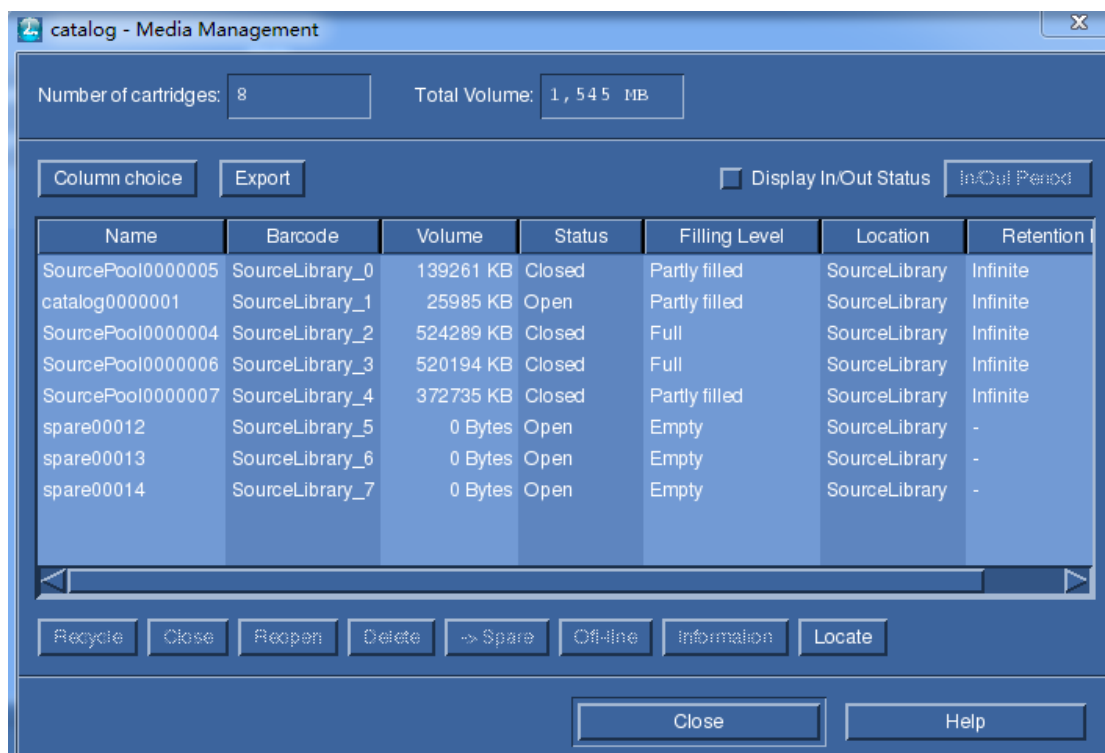 catalog - Media Management
Number of cartridges: 8 Total Volume: 1,545 MB
Column choice Export Display In/Out Status In/Out Period
Name Barcode Volume Status Filling Level Location Retention
SourcePool0000005 SourceLibrary_0 139261 KB Closed Partly filled SourceLibrary Infinite
catalog0000001 SourceLibrary_1 25985 KB Open Partly filled SourceLibrary Infinite
SourcePool0000004 SourceLibrary_2 524289 KB Closed Full SourceLibrary Infinite
SourcePool0000006 SourceLibrary_3 520194 KB Closed Full SourceLibrary Infinite
SourcePool0000007 SourceLibrary_4 372735 KB Closed Partly filled SourceLibrary Infinite
spare00012 SourceLibrary_5 0 Bytes Open Empty SourceLibrary -
spare00013 SourceLibrary_6 0 Bytes Open Empty SourceLibrary -
spare00014 SourceLibrary_7 0 Bytes Open Empty SourceLibrary -
Recycle Close Reopen Delete -> Spare Off-line Information Locate
Close Help